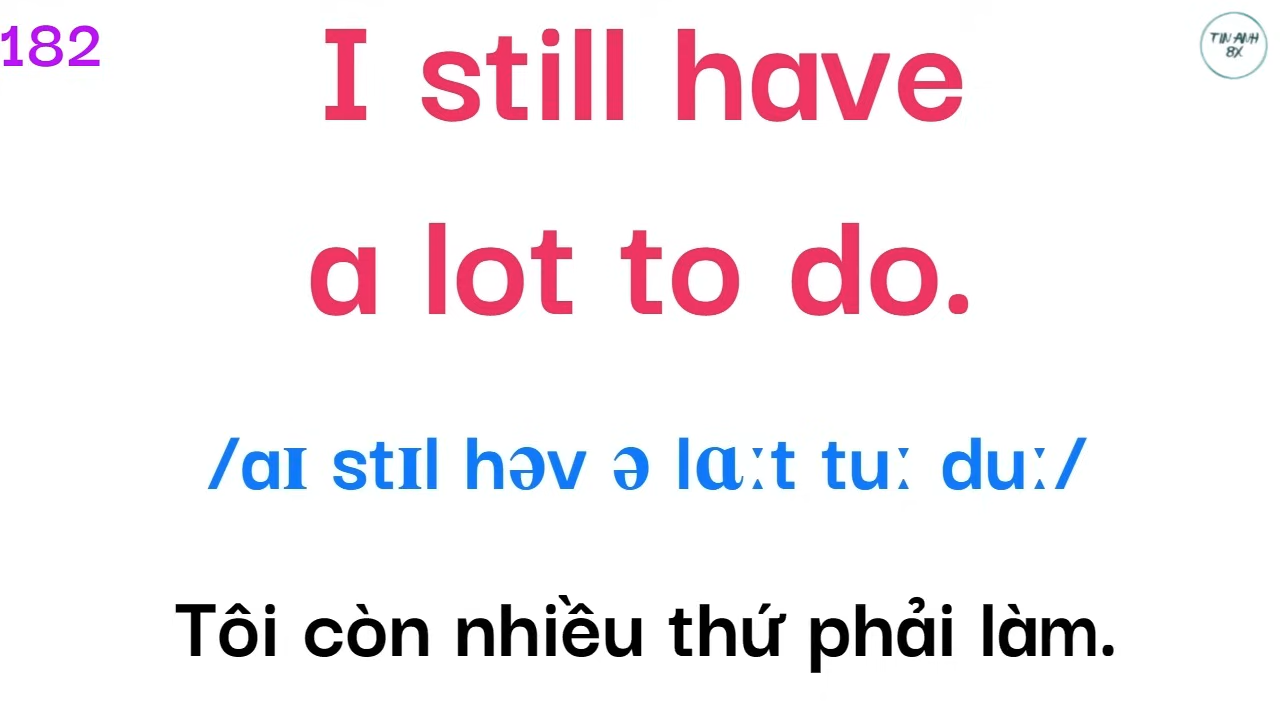 182
TIN ANH
8X
I still have
a lot to do.
/aɪ stɪl həv ə lɑːt tuː duː/
Tôi còn nhiều thứ phải làm.